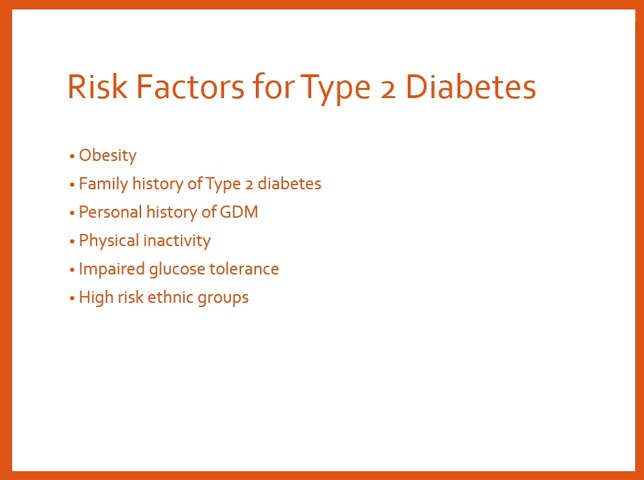 Risk Factors for Type 2 Diabetes
• Obesity
• Family history of Type 2 diabetes
• Personal history of GDM
• Physical inactivity
• Impaired glucose tolerance
• High risk ethnic groups